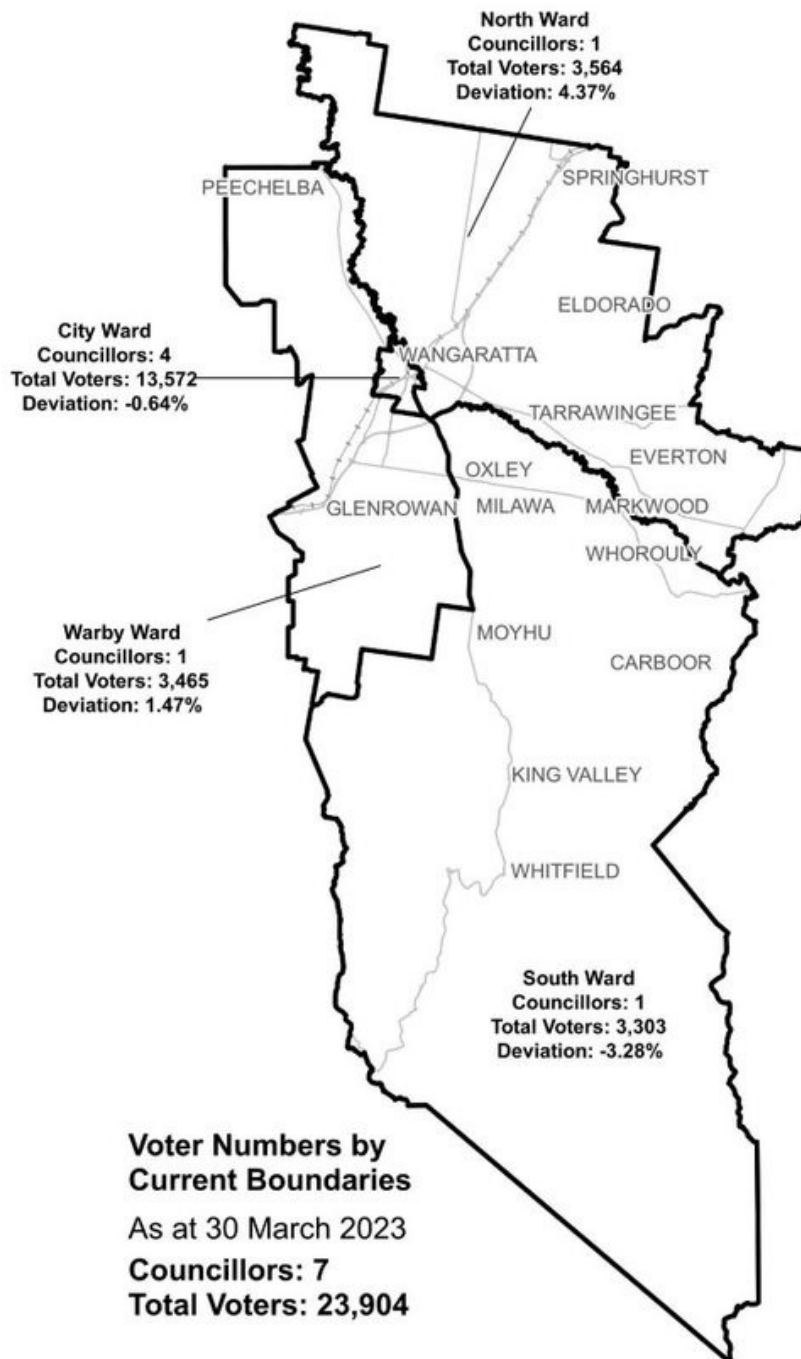 North Ward
Councillors: 1
Total Voters: 3,564
Deviation: 4.37%
SPRINGHURST
PEECHELBA
ELDORADO
City Ward
Councillors: 4
Total Voters: 13,572
Deviation: -0.64%
WANGARATTA
TARRAWINGEE
EVERTON
OXLEY
GLENROWAN
MILAWA
MARKWOOD
WHOROULY
Warby Ward
Councillors: 1
Total Voters: 3,465
Deviation: 1.47%
MOYHU
CARBOOR
KING VALLEY
WHITFIELD
South Ward
Councillors: 1
Total Voters: 3,303
Deviation: -3.28%
Voter Numbers by
Current Boundaries
As at 30 March 2023
Councillors: 7
Total Voters: 23,904